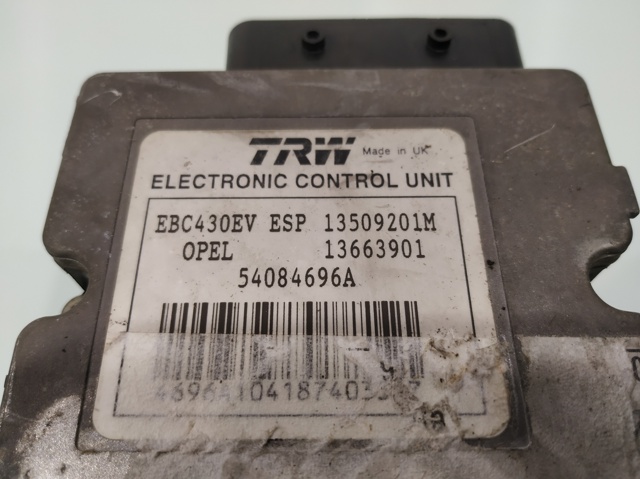 TRW Made in UK
ELECTRONIC CONTROL UNIT
EBC430EV ESP 13509201M
OPEL 13663901
54084696A